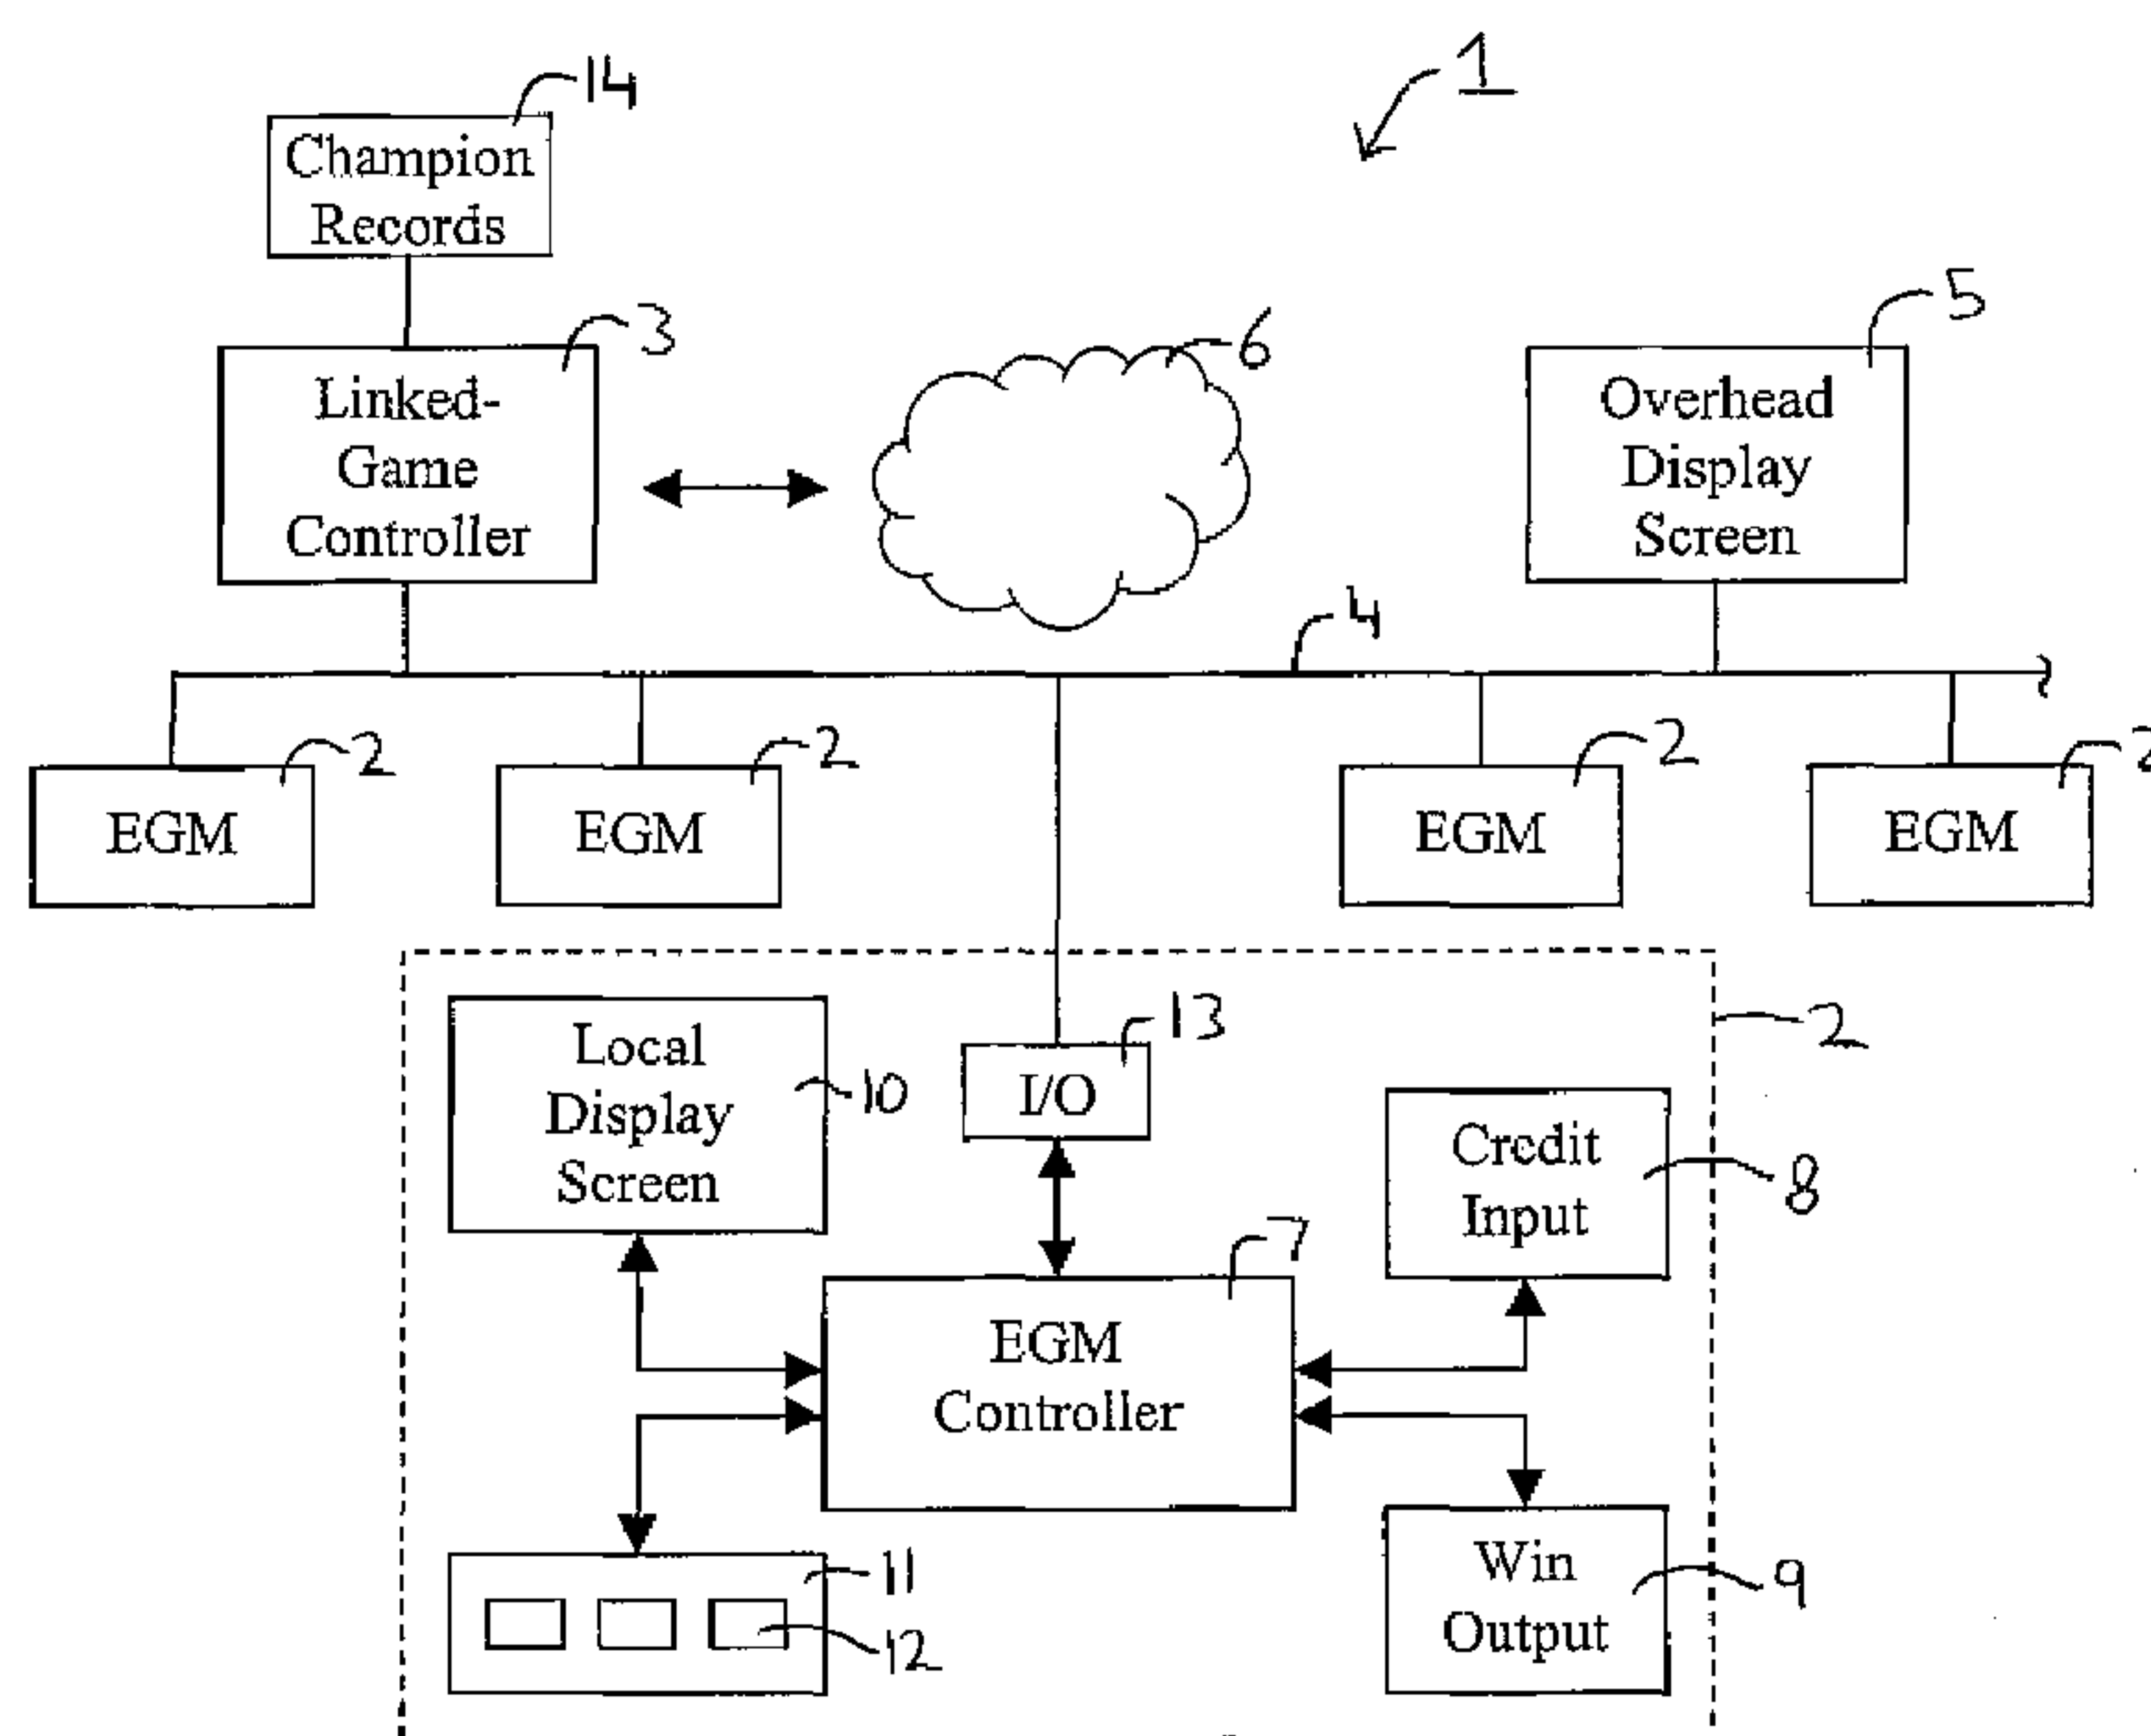 14
1
Champion
Records
3
6
5
Linked-
Game
Controller
Overhead
Display
Screen
4
2
2
2
2
EGM
EGM
EGM
EGM
13
2
Local
Display
Screen
10
I/O
Credit
Input
8
7
EGM
Controller
11
12
Win
Output
9